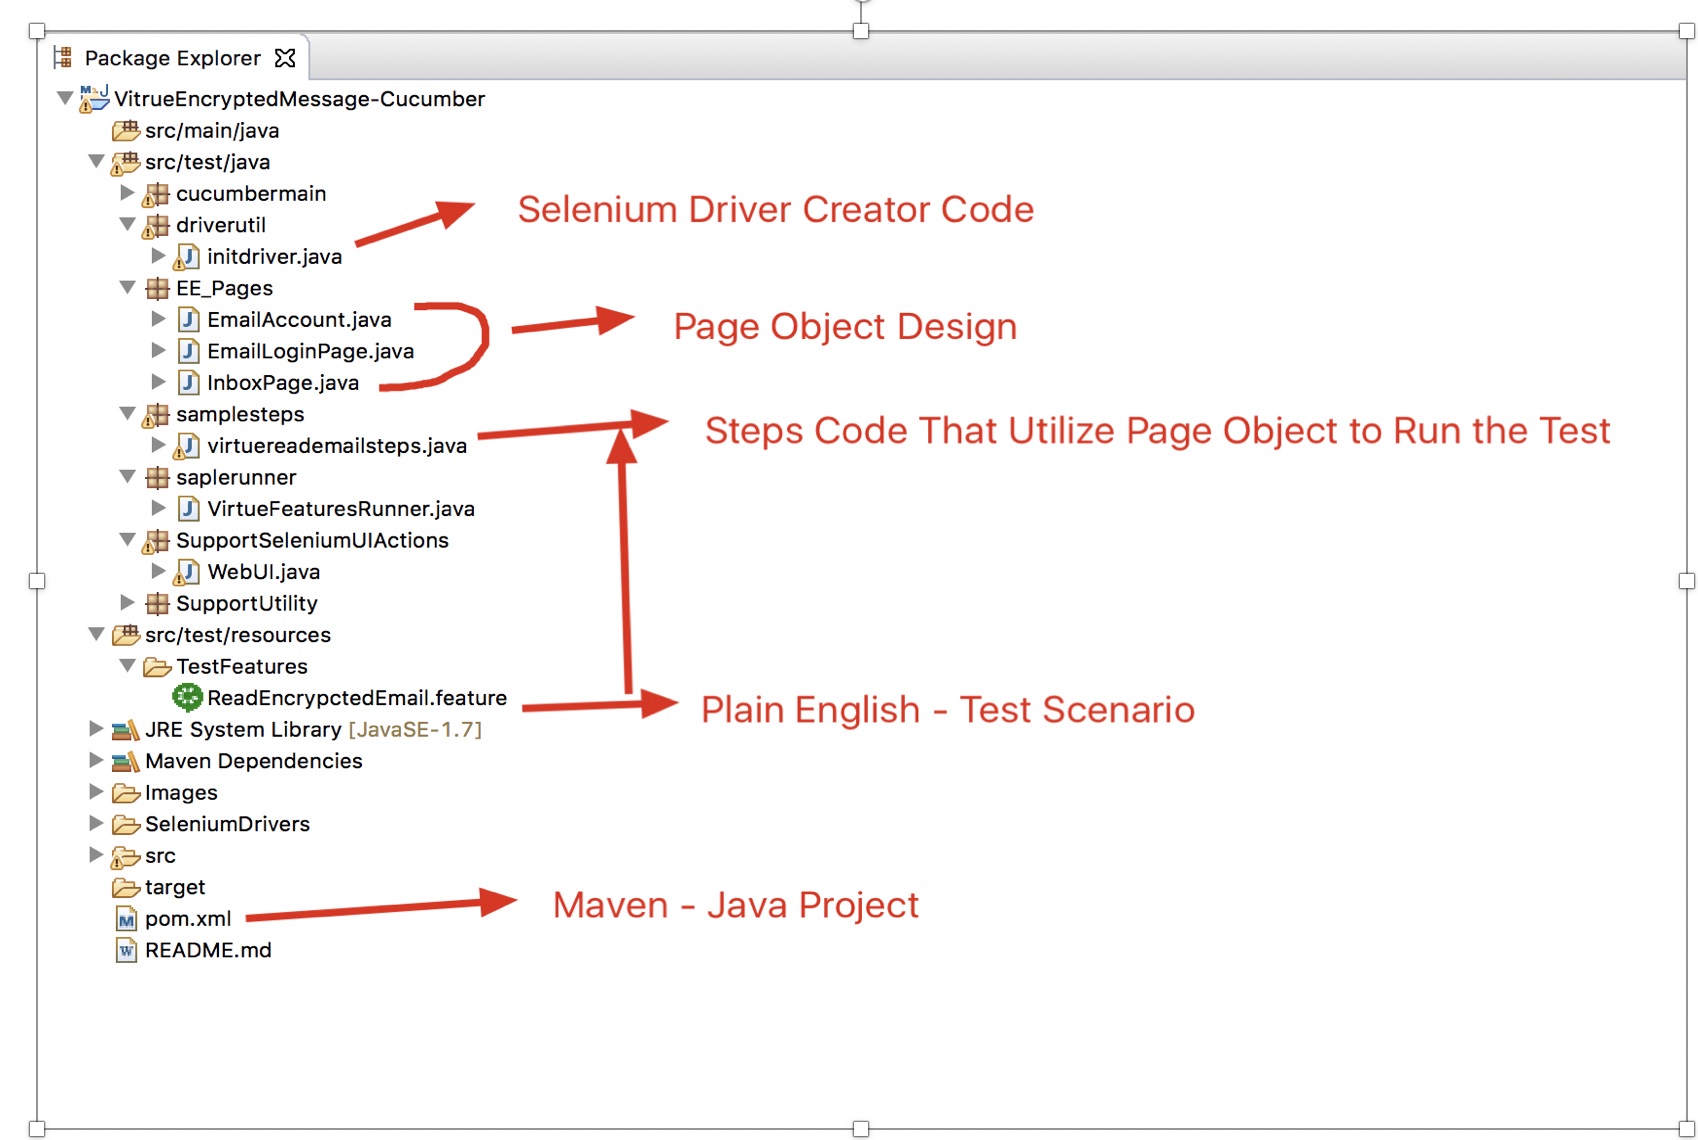 Package Explorer
VitrueEncryptedMessage-Cucumber
src/main/java
src/test/java
cucumbermain
driverutil
initdriver.java
Selenium Driver Creator Code
EE_Pages
EmailAccount.java
EmailLoginPage.java
InboxPage.java
Page Object Design
samplesteps
virtuereademailsteps.java
Steps Code That Utilize Page Object to Run the Test
saplerunner
VirtueFeaturesRunner.java
SupportSeleniumUIActions
WebUI.java
SupportUtility
src/test/resources
TestFeatures
ReadEncrypctedEmail.feature
Plain English - Test Scenario
JRE System Library [JavaSE-1.7]
Maven Dependencies
Images
SeleniumDrivers
src
target
pom.xml
Maven - Java Project
README.md